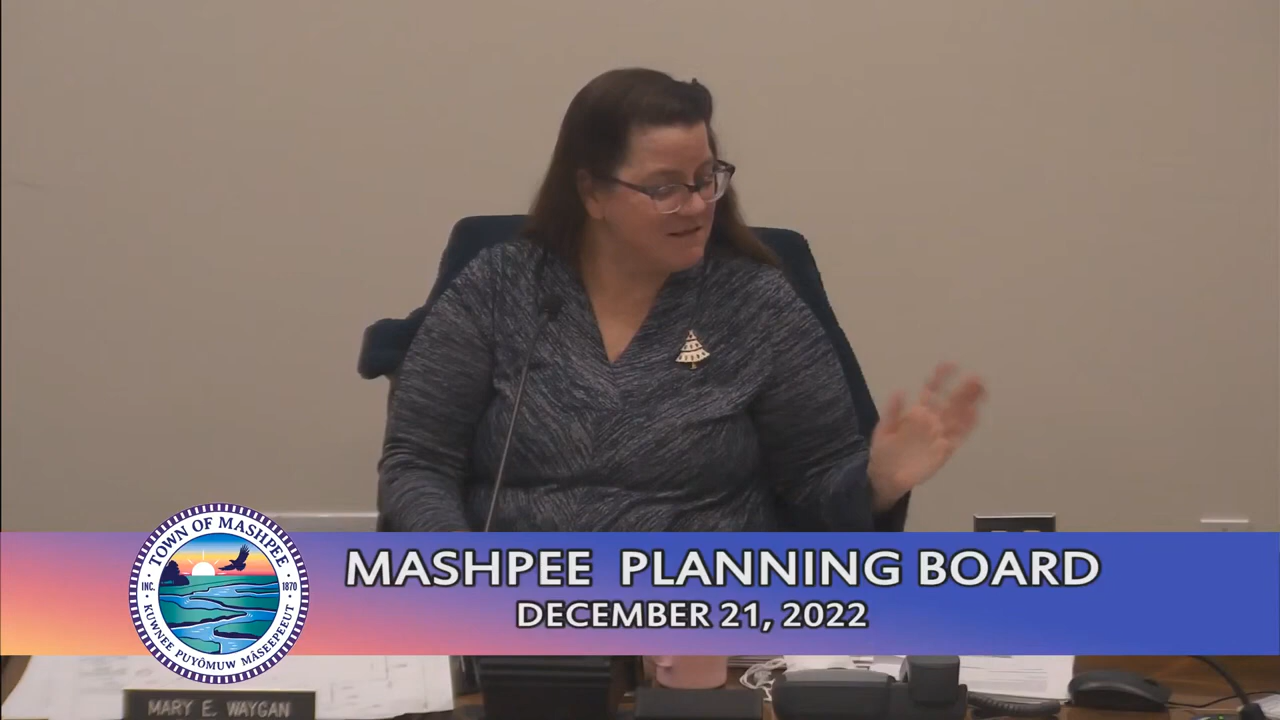 TOWN OF MASHPEE
INC. 1870
KUWNEE PUYÔMUW MÂSEEPEEUT
MASHPEE PLANNING BOARD
DECEMBER 21, 2022
MARY E. WAYGAN